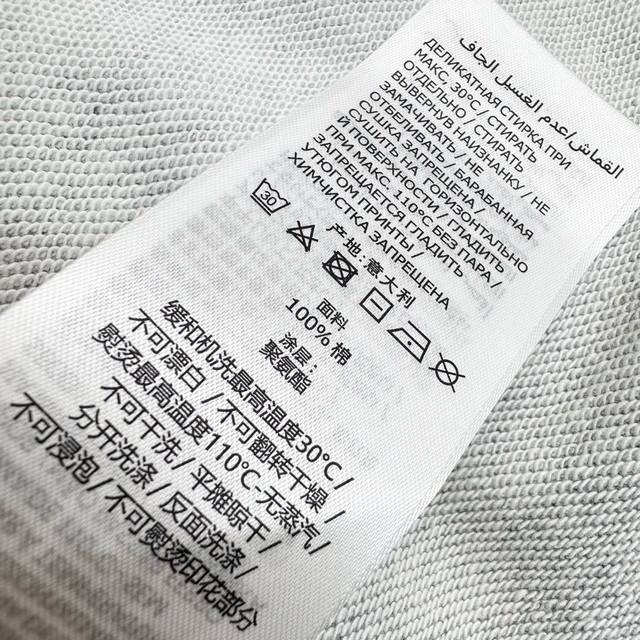 القماش/عدم الغسيل الجاف
ДЕЛИКАТНАЯ СТИРКА ПРИ
МАКС. 30°C / СТИРАТЬ
ОТДЕЛЬНО / СТИРАТЬ
ВЫВЕРНУВ НАИЗНАНКУ / НЕ
ЗАМАЧИВАТЬ / НЕ
ОТБЕЛИВАТЬ / БАРАБАННАЯ
СУШКА ЗАПРЕЩЕНА /
СУШИТЬ НА ГОРИЗОНТАЛЬНО
Й ПОВЕРХНОСТИ/ ГЛАДИТЬ
ПРИ МАКС. 110°C БЕЗ ПАРА /
ЗАПРЕЩАЕТСЯ ГЛАДИТЬ
УТЮГОМ ПРИНТЫ /
ХИМЧИСТКА ЗАПРЕЩЕНА
30
产地:意大利
面料
100% 棉
涂层:
聚氨酯
缓和机洗最高温度30°C /
不可漂白 / 不可翻转干燥 /
熨烫最高温度110°C-无蒸汽 /
不可干洗 / 平摊晾干 /
分开洗涤 / 反面洗涤 /
不可浸泡 / 不可熨烫印花部分